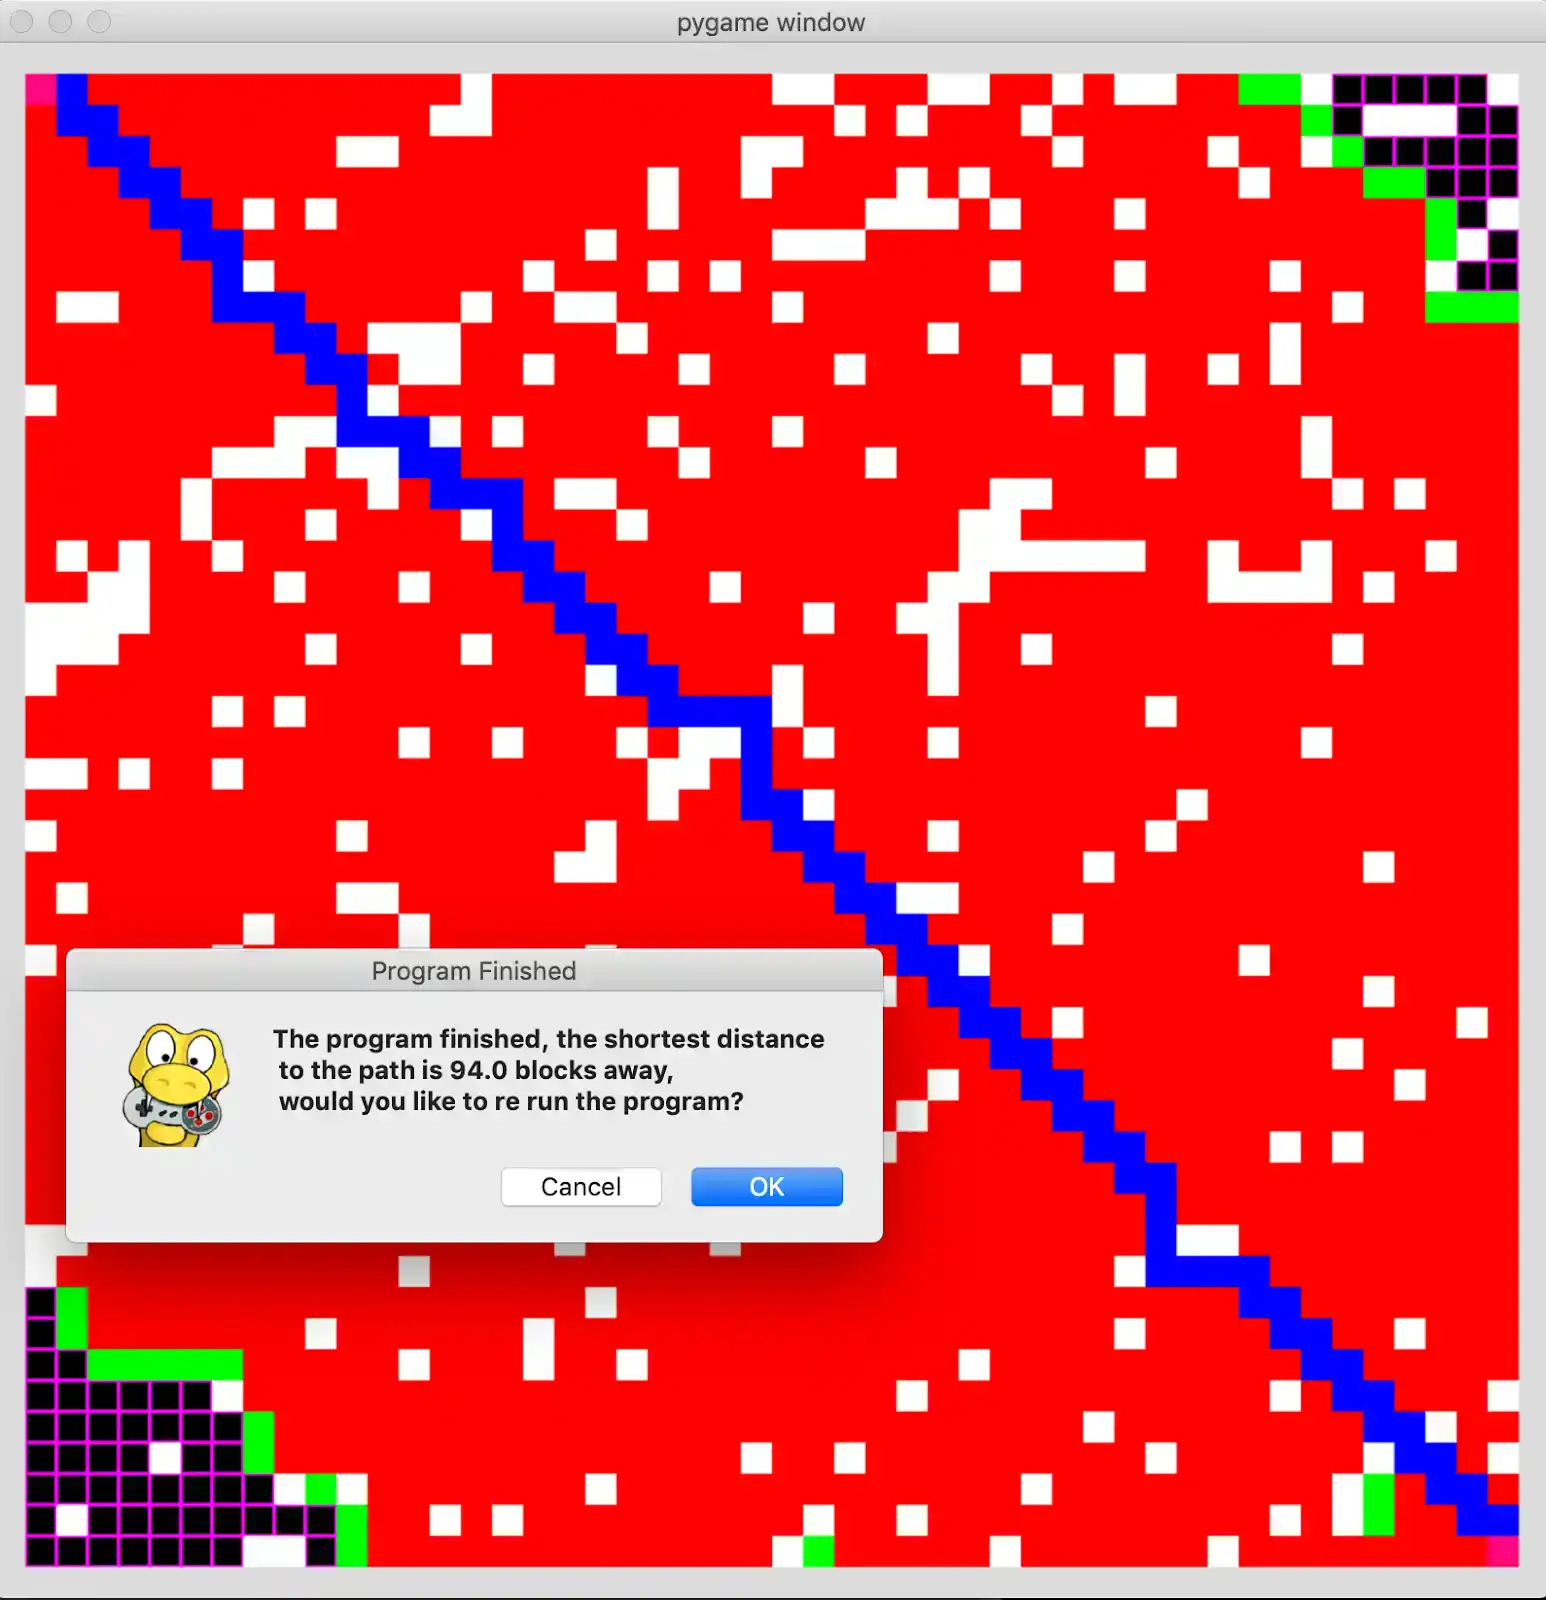 pygame window
Program Finished
The program finished, the shortest distance
to the path is 94.0 blocks away,
would you like to re run the program?
Cancel
OK